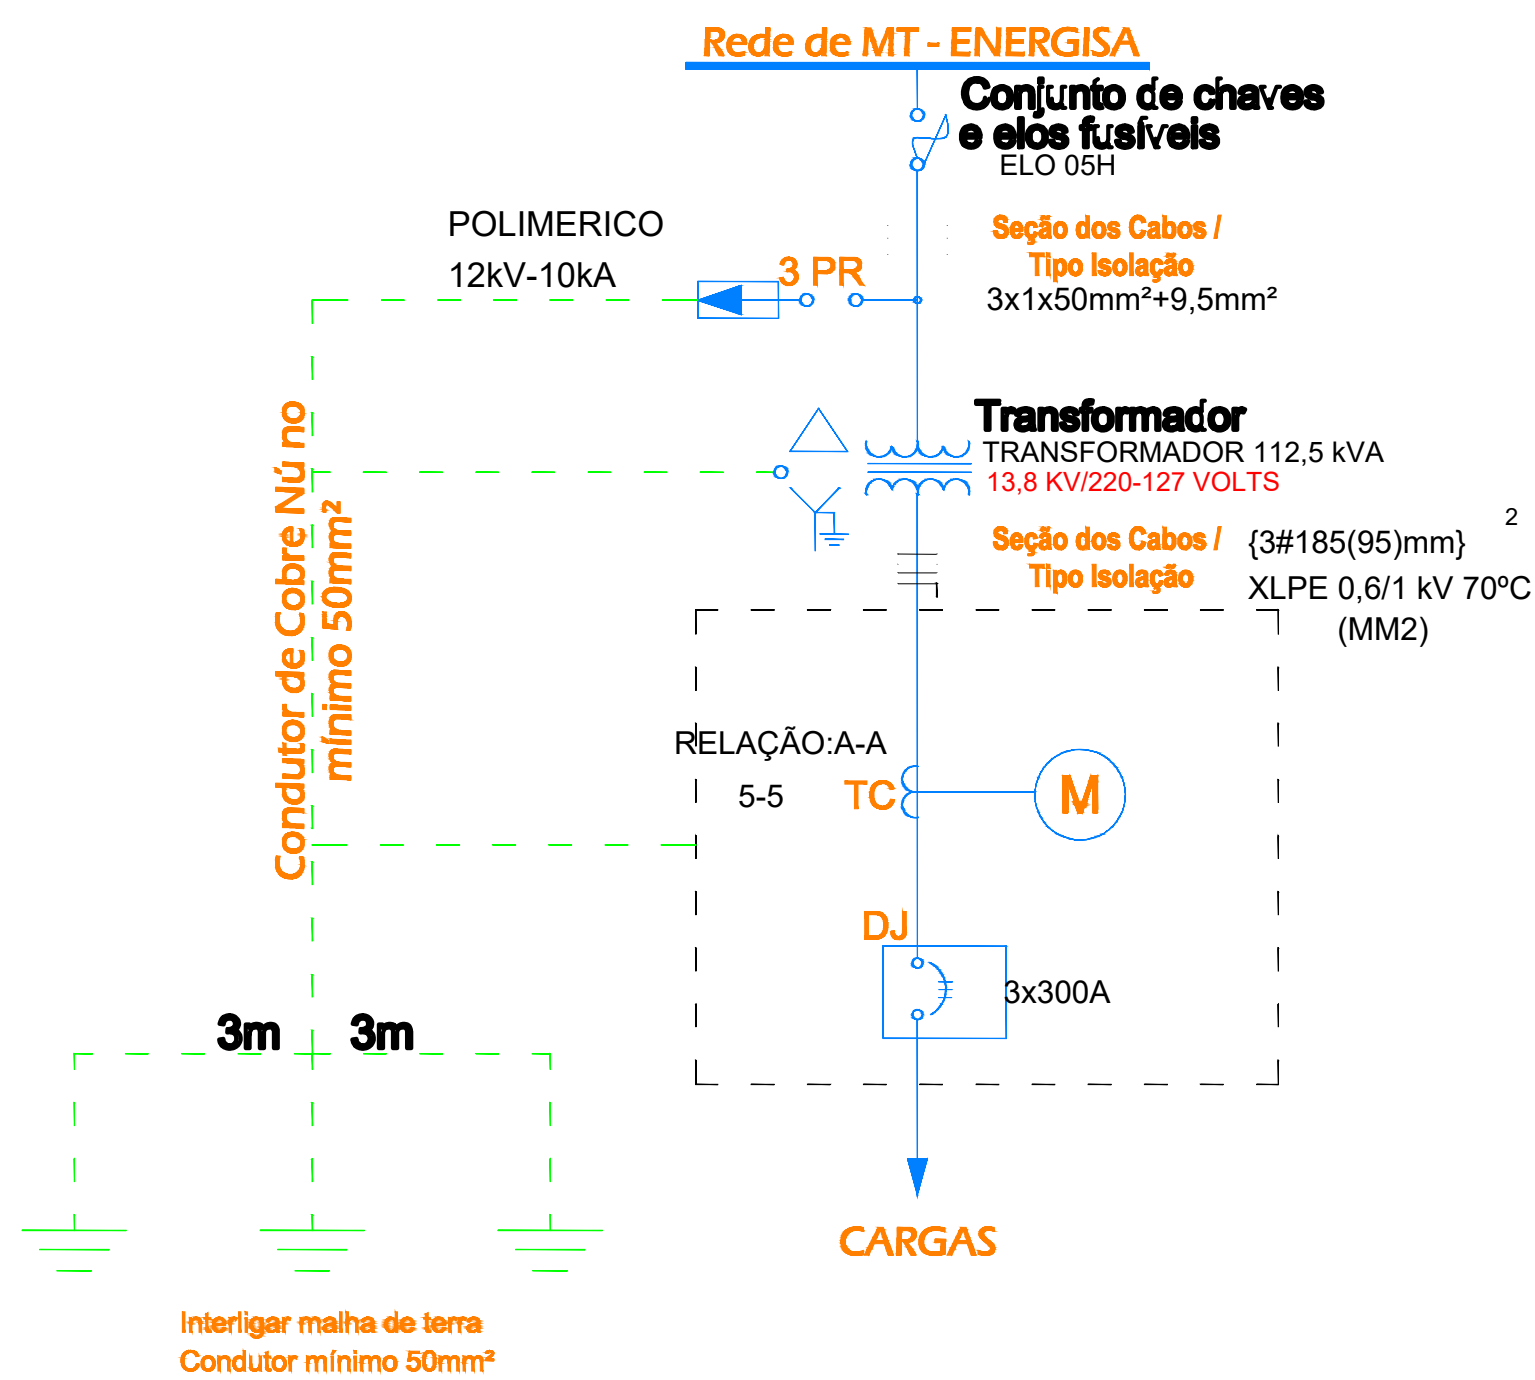 Rede de MT - ENERGISA
Conjunto de chaves
e elos fusíveis
ELO 05H
POLIMERICO
12kV-10kA
3 PR
Seção dos Cabos /
Tipo Isolação
3x1x50mm²+9,5mm²
Condutor de Cobre Nú no
mínimo 50mm²
Transformador
TRANSFORMADOR 112,5 kVA
13,8 KV/220-127 VOLTS
Seção dos Cabos /
Tipo Isolação
{3#185(95)mm} 2
XLPE 0,6/1 kV 70ºC
(MM2)
RELAÇÃO:A-A
5-5
TC
M
DJ
3x300A
3m
3m
CARGAS
Interligar malha de terra
Condutor mínimo 50mm²